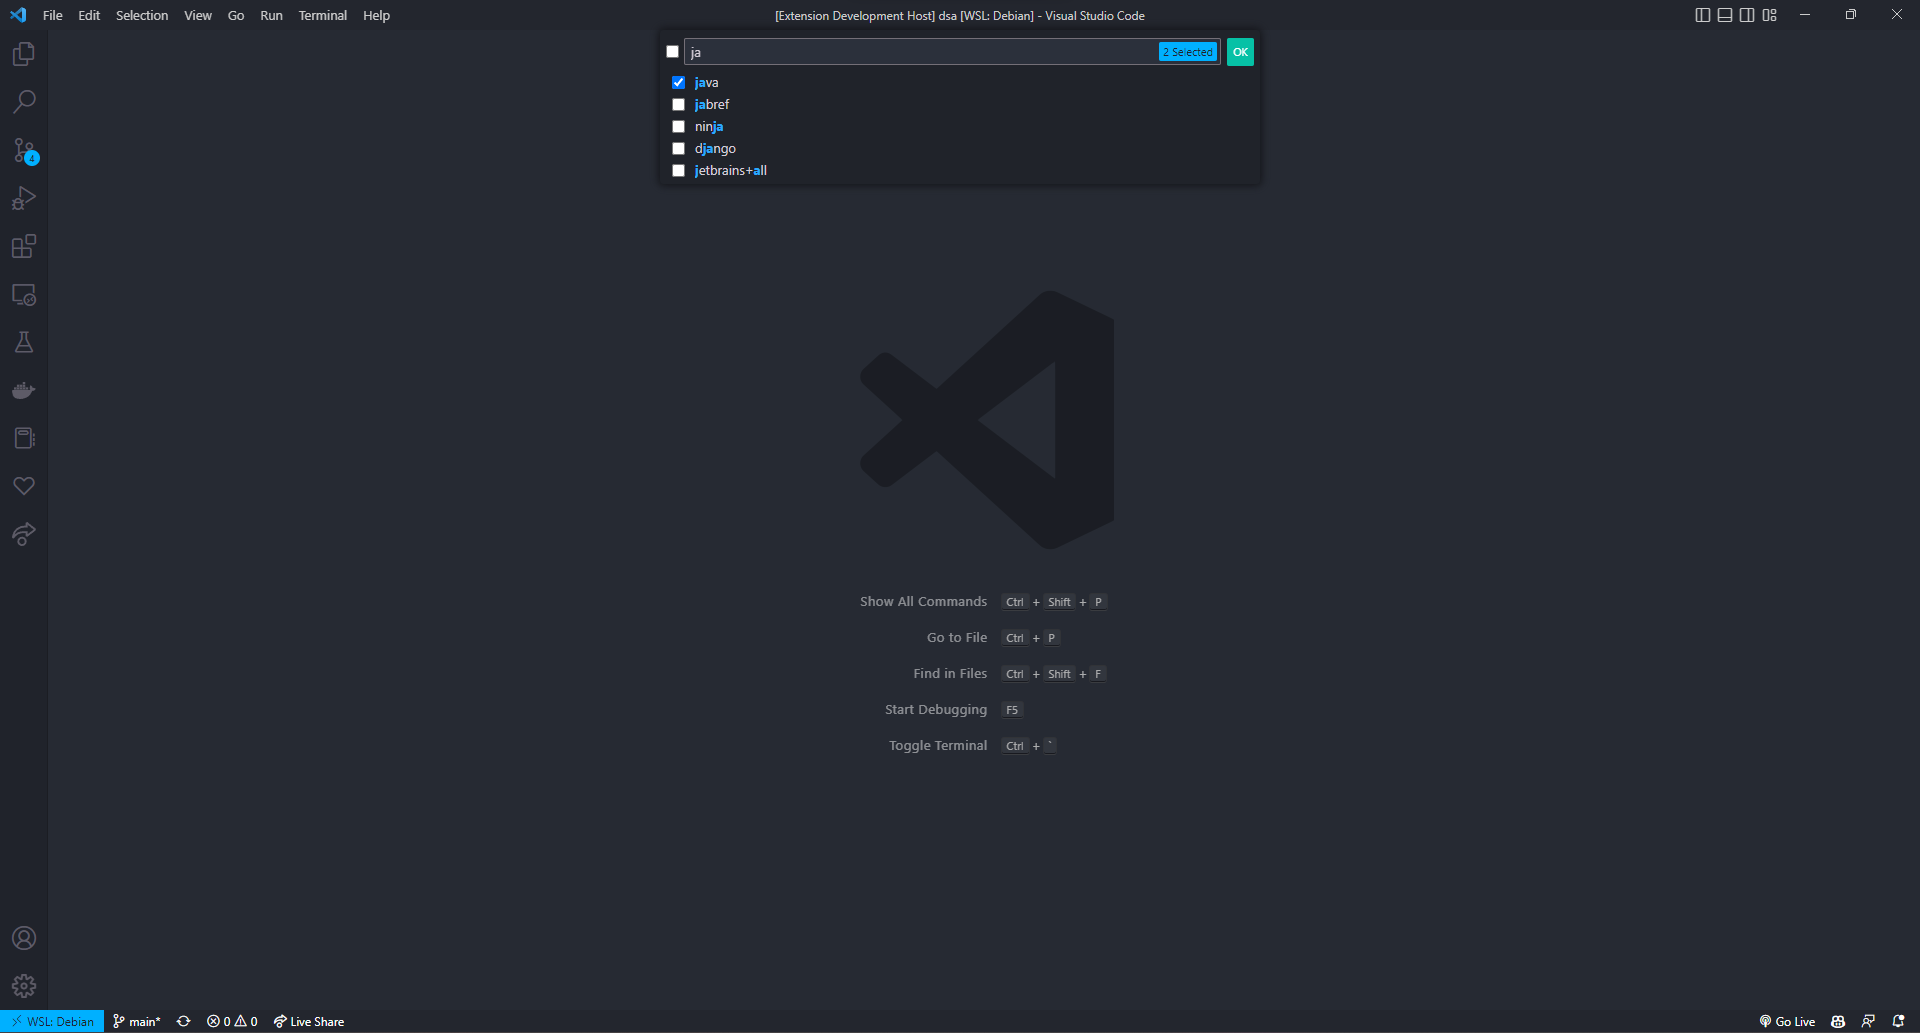 File Edit Selection View Go Run Terminal Help
[Extension Development Host] dsa [WSL: Debian] - Visual Studio Code
ja 2 Selected OK
java
jabref
ninja
django
jetbrains+all
4
Show All Commands Ctrl + Shift + P
Go to File Ctrl + P
Find in Files Ctrl + Shift + F
Start Debugging F5
Toggle Terminal Ctrl + `
WSL: Debian main* 0 0 Live Share Go Live